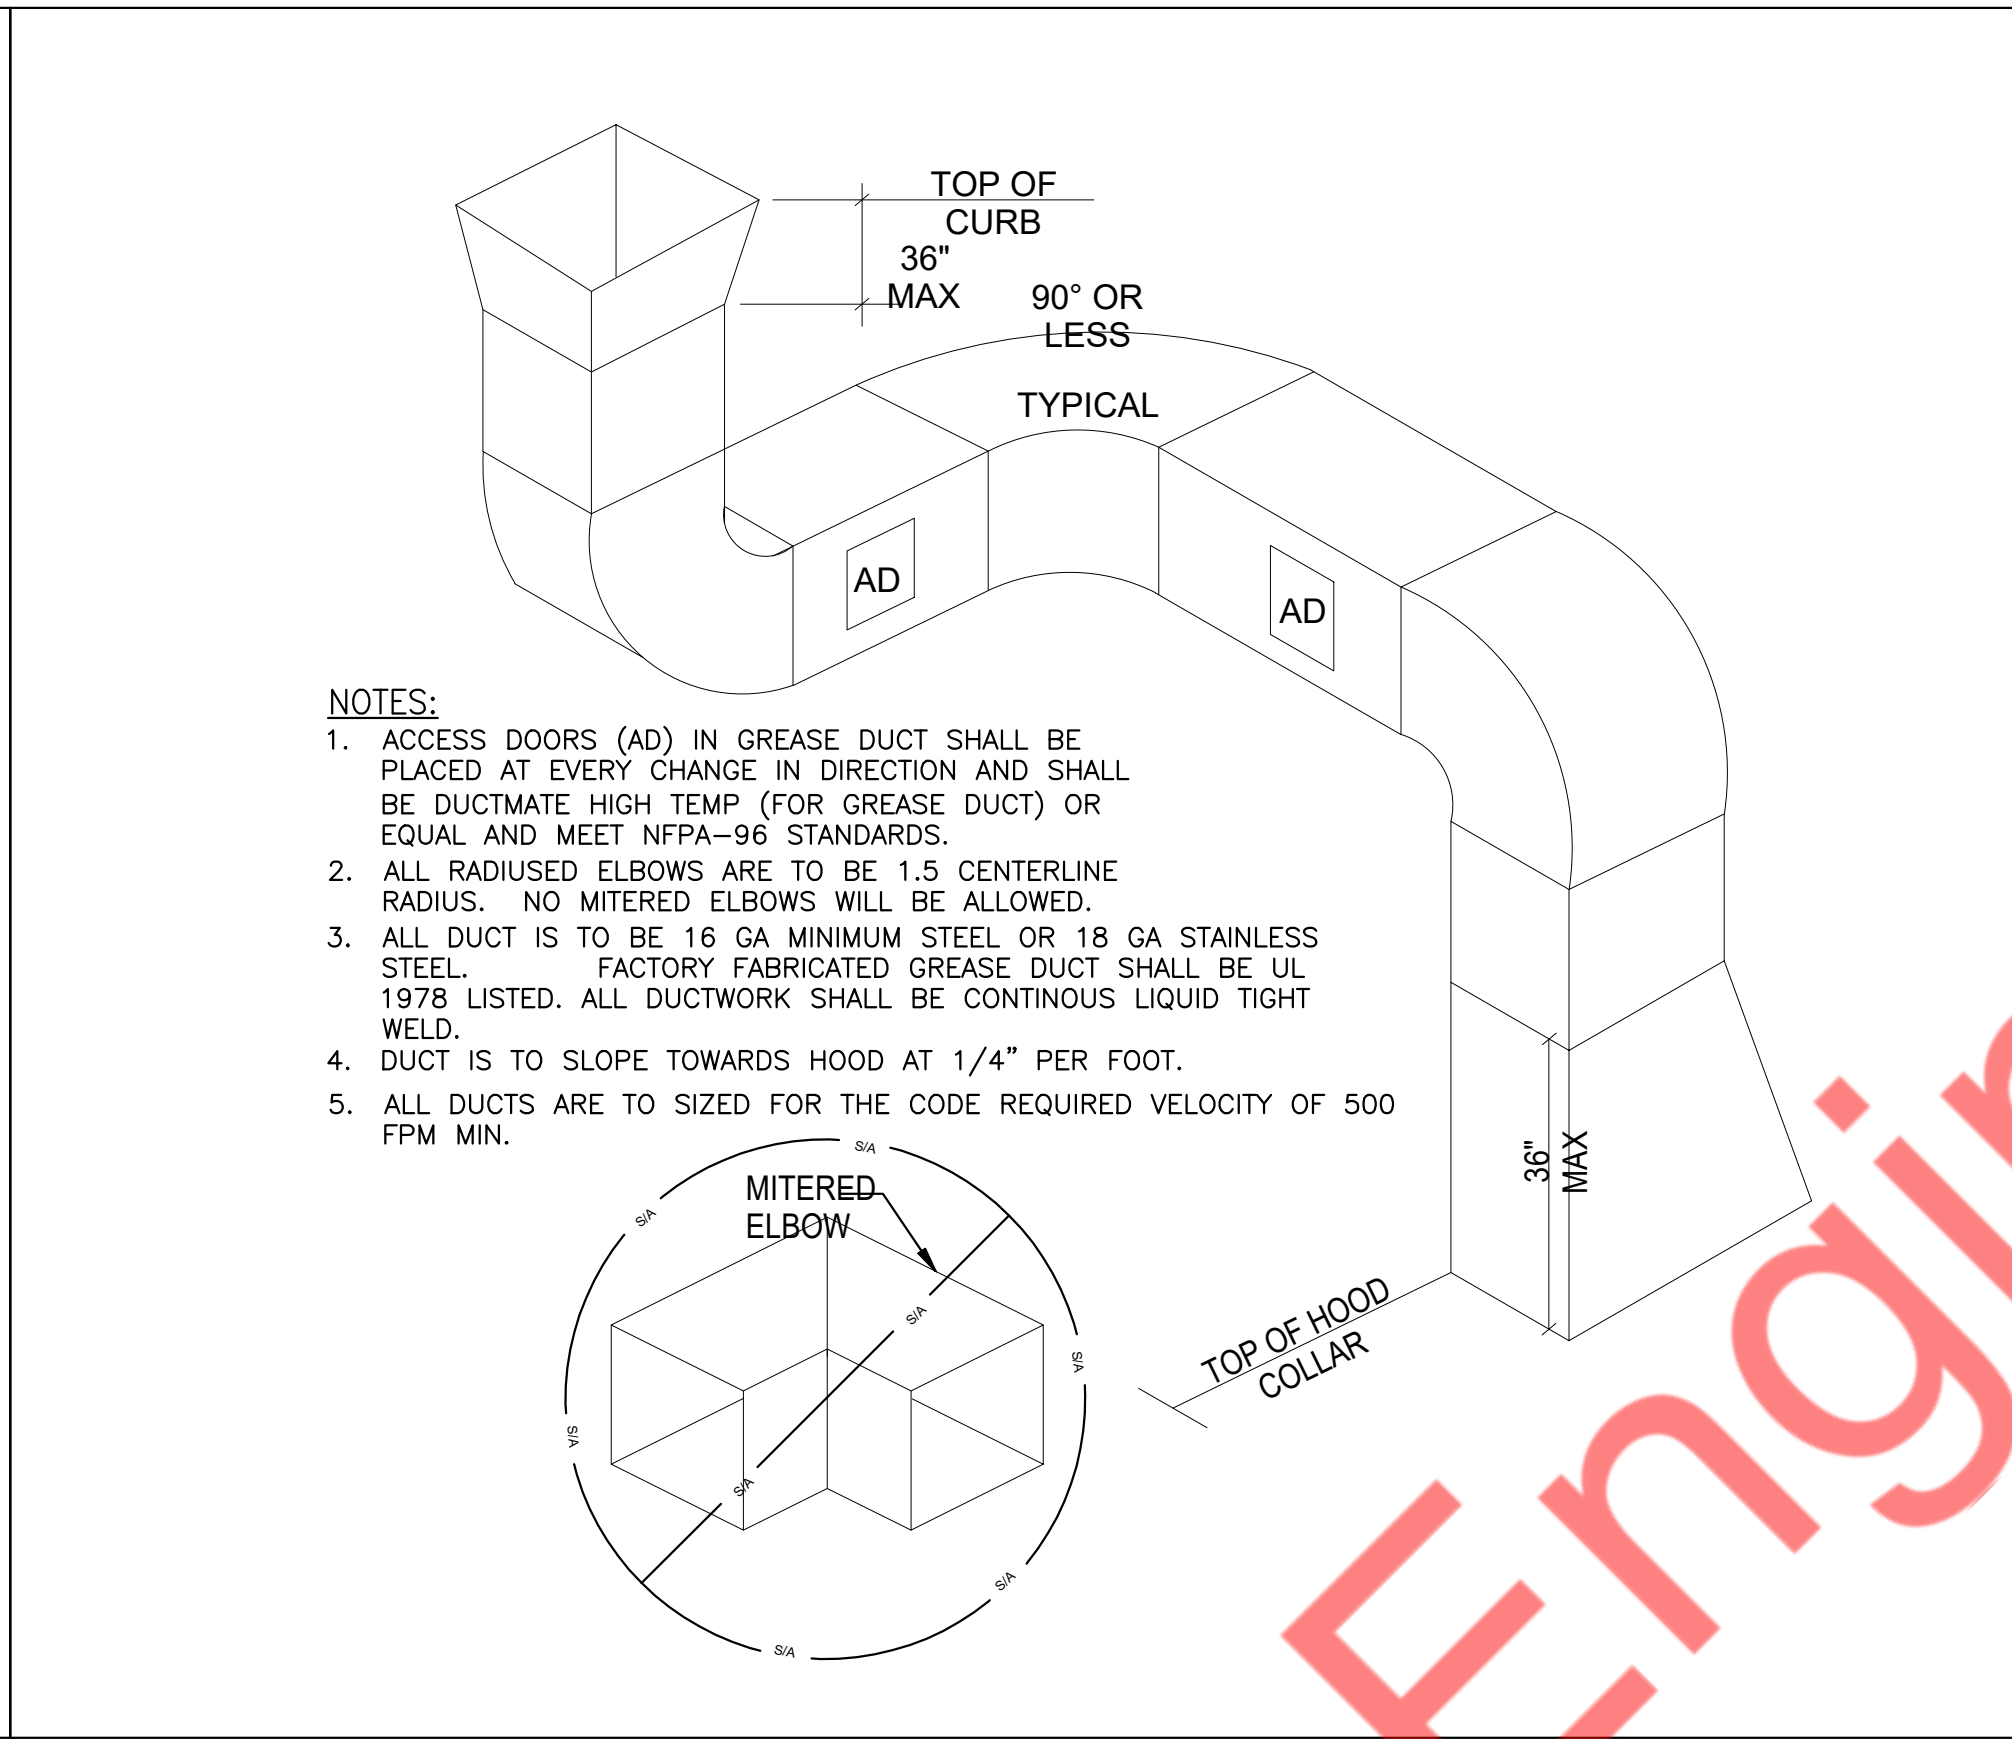 TOP OF
CURB
36"
MAX
90° OR
LESS
TYPICAL
AD
AD
NOTES:
1. ACCESS DOORS (AD) IN GREASE DUCT SHALL BE
PLACED AT EVERY CHANGE IN DIRECTION AND SHALL
BE DUCTMATE HIGH TEMP (FOR GREASE DUCT) OR
EQUAL AND MEET NFPA-96 STANDARDS.
2. ALL RADIUSED ELBOWS ARE TO BE 1.5 CENTERLINE
RADIUS. NO MITERED ELBOWS WILL BE ALLOWED.
3. ALL DUCT IS TO BE 16 GA MINIMUM STEEL OR 18 GA STAINLESS
STEEL. FACTORY FABRICATED GREASE DUCT SHALL BE UL
1978 LISTED. ALL DUCTWORK SHALL BE CONTINOUS LIQUID TIGHT
WELD.
4. DUCT IS TO SLOPE TOWARDS HOOD AT 1/4" PER FOOT.
5. ALL DUCTS ARE TO SIZED FOR THE CODE REQUIRED VELOCITY OF 500
FPM MIN.
36"
MAX
S/A
S/A
MITERED
ELBOW
S/A
S/A
S/A
S/A
S/A
S/A
TOP OF HOOD
COLLAR
Engi